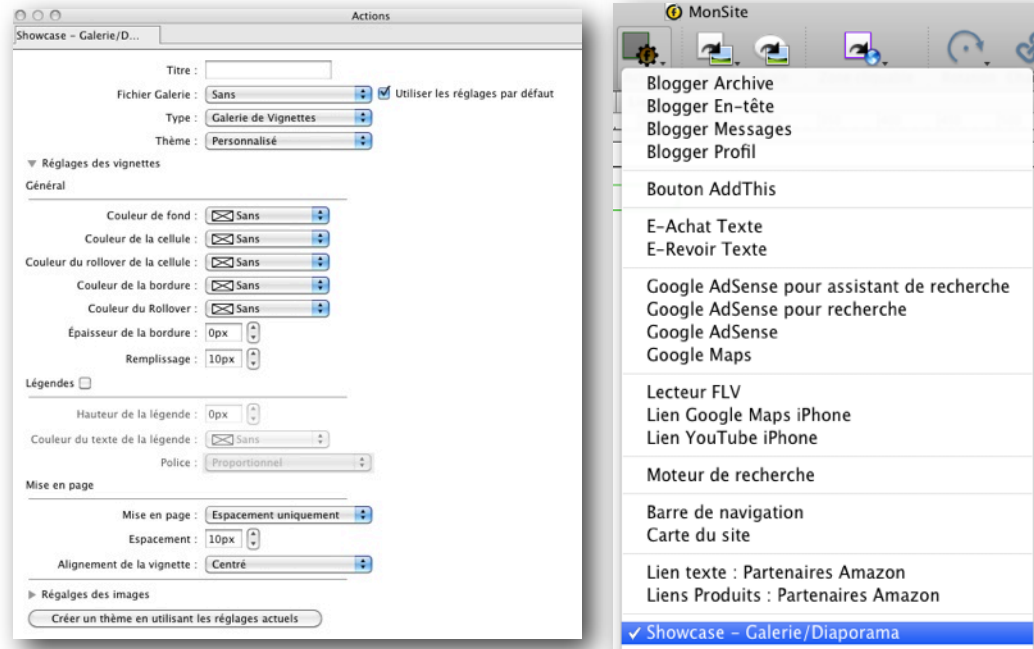 Actions
Showcase – Galerie/D...
Titre :
Fichier Galerie : Sans Utiliser les réglages par défaut
Type : Galerie de Vignettes
Thème : Personnalisé
Réglages des vignettes
Général
Couleur de fond : Sans
Couleur de la cellule : Sans
Couleur du rollover de la cellule : Sans
Couleur de la bordure : Sans
Couleur du Rollover : Sans
Épaisseur de la bordure : 0px
Remplissage : 10px
Légendes
Hauteur de la légende : 0px
Couleur du texte de la légende : Sans
Police : Proportionnel
Mise en page
Mise en page : Espacement uniquement
Espacement : 10px
Alignement de la vignette : Centré
Régalges des images
Créer un thème en utilisant les réglages actuels
MonSite
Blogger Archive
Blogger En-tête
Blogger Messages
Blogger Profil
Bouton AddThis
E-Achat Texte
E-Revoir Texte
Google AdSense pour assistant de recherche
Google AdSense pour recherche
Google AdSense
Google Maps
Lecteur FLV
Lien Google Maps iPhone
Lien YouTube iPhone
Moteur de recherche
Barre de navigation
Carte du site
Lien texte : Partenaires Amazon
Liens Produits : Partenaires Amazon
✓ Showcase – Galerie/Diaporama